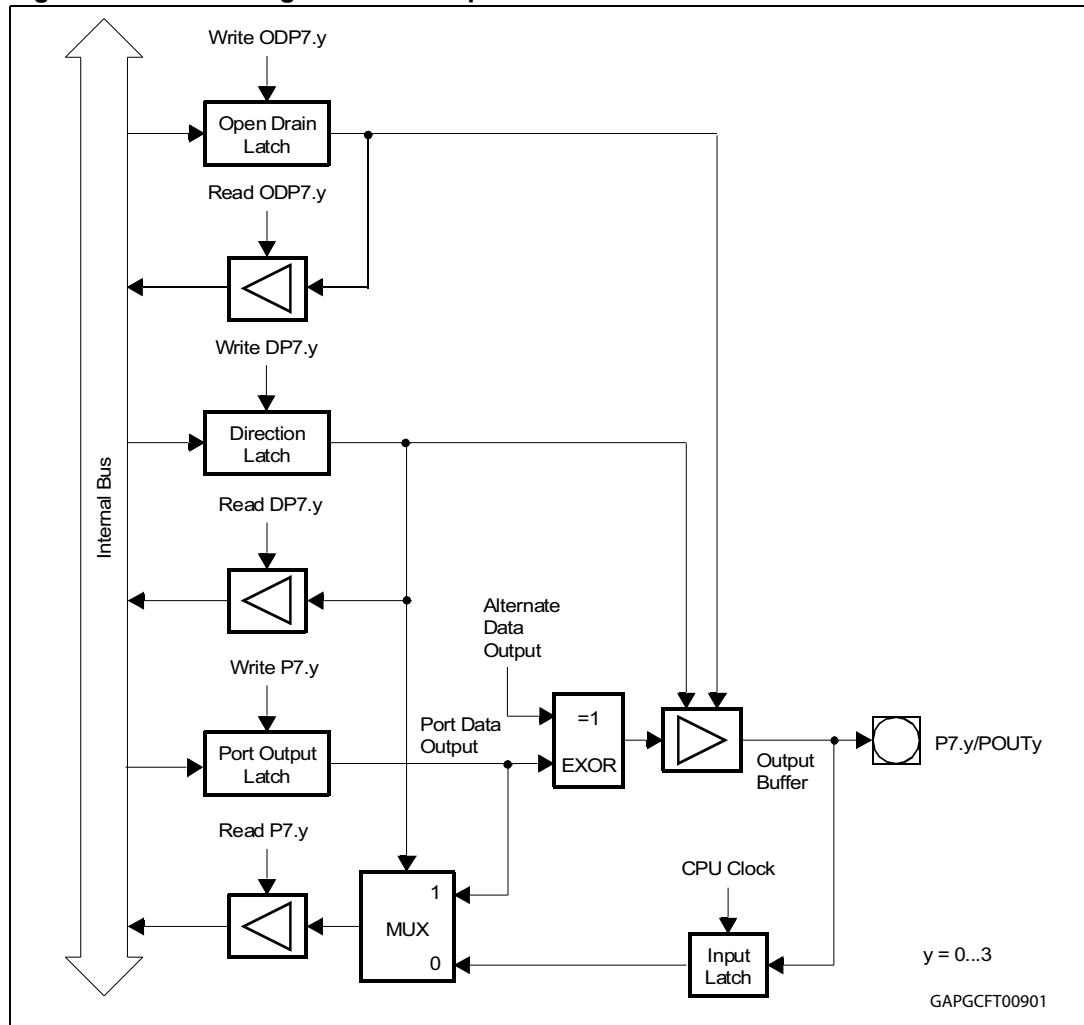 Write ODP7.y
Open Drain
Latch
Read ODP7.y
Write DP7.y
Direction
Latch
Internal Bus
Read DP7.y
Alternate
Data
Output
Write P7.y
=1
Port Data
Output
EXOR
P7.y/POUTy
Port Output
Latch
Output
Buffer
Read P7.y
CPU Clock
1
MUX
0
Input
Latch
y = 0...3
GAPGCFT00901